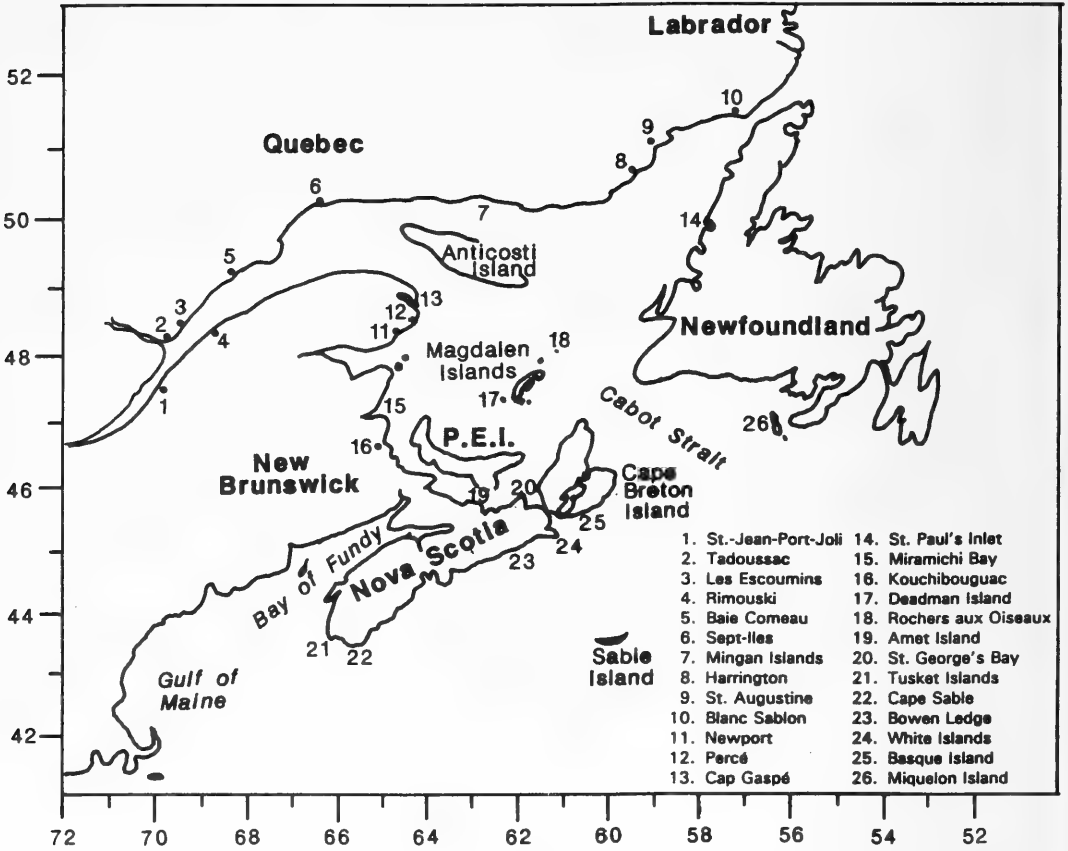 Labrador
52
10
9
Quebec
8
6
7
50
14
Anticosti
Island
5
13
3
12
2
4
11
Newfoundland
18
Magdalen
Islands
48
17
1
15
Cabot Strait
26
P.E.I.
16
New
Brunswick
Cape
Breton
Island
46
19
20
25
24
23
Bay of Fundy
Nova Scotia
44
21
22
Sable
Island
Gulf of
Maine
42
1. St.-Jean-Port-Joli
2. Tadoussac
3. Les Escoumins
4. Rimouski
5. Baie Comeau
6. Sept-Iles
7. Mingan Islands
8. Harrington
9. St. Augustine
10. Blanc Sablon
11. Newport
12. Percé
13. Cap Gaspé
14. St. Paul's Inlet
15. Miramichi Bay
16. Kouchibouguac
17. Deadman Island
18. Rochers aux Oiseaux
19. Amet Island
20. St. George's Bay
21. Tusket Islands
22. Cape Sable
23. Bowen Ledge
24. White Islands
25. Basque Island
26. Miquelon Island
72 70 68 66 64 62 60 58 56 54 52